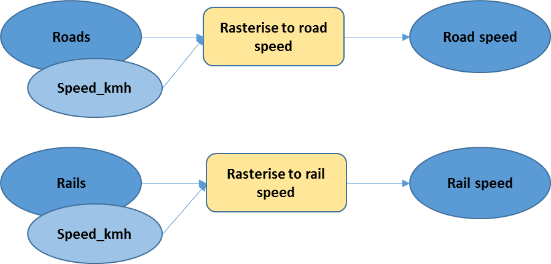 Roads
Rasterise to road
speed
Road speed
Speed_kmh
Rails
Rasterise to rail
speed
Rail speed
Speed_kmh